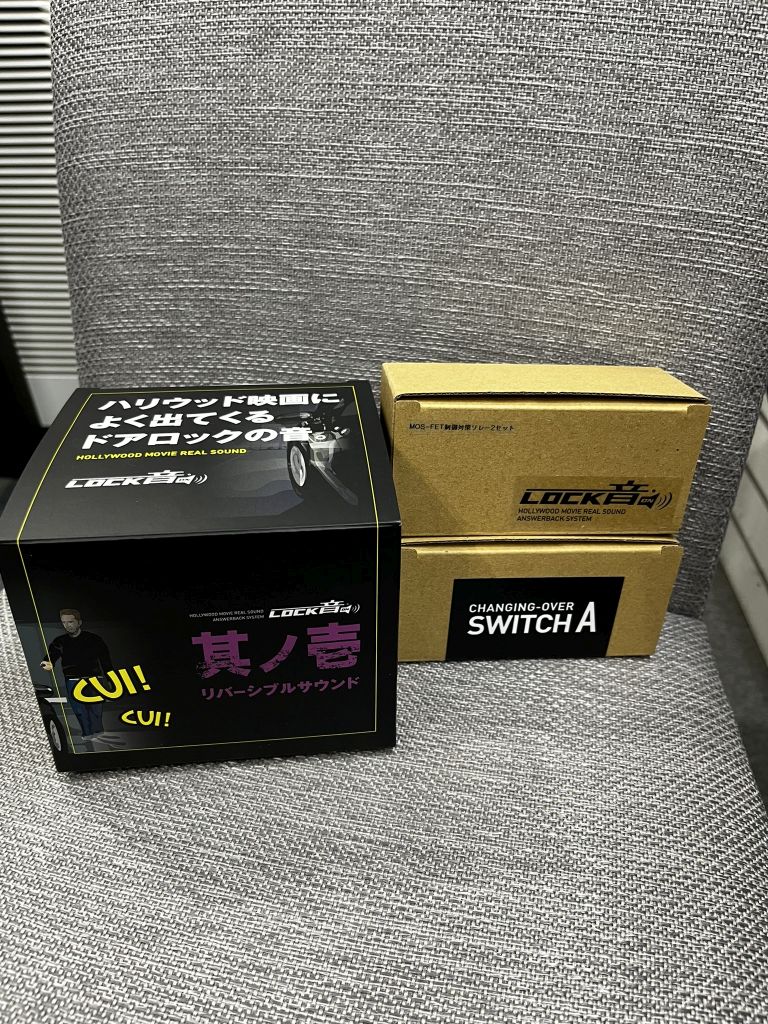 ハリウッド映画に
よく出てくる
ドアロックの音。
HOLLYWOOD MOVIE REAL SOUND
LOCK音
HOLLYWOOD MOVIE REAL SOUND
ANSWERBACK SYSTEM
LOCK音
其ノ壱
リバーシブルサウンド
CUI!
CUI!
MOS-FET制御対策リレー2セット
LOCK音
HOLLYWOOD MOVIE REAL SOUND
ANSWERBACK SYSTEM
CHANGING-OVER
SWITCH A